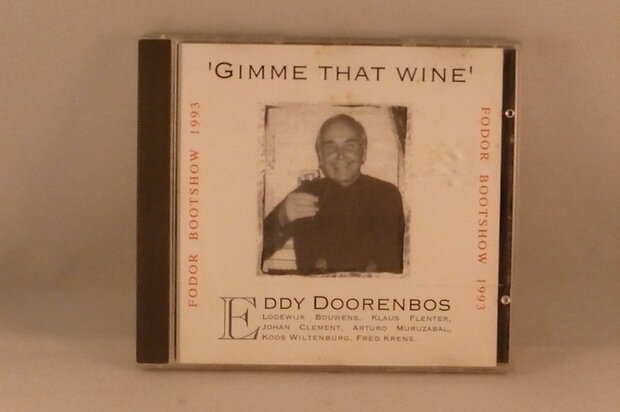 'GIMME THAT WINE'
FODOR BOOTSHOW 1993
FODOR BOOTSHOW 1993
EDDY DOORENBOS
LODEWIJK BOUWENS, KLAUS FLENTER,
JOHAN CLEMENT, ARTURO MURUZABAL,
KOOS WILTENBURG, FRED KRENS.